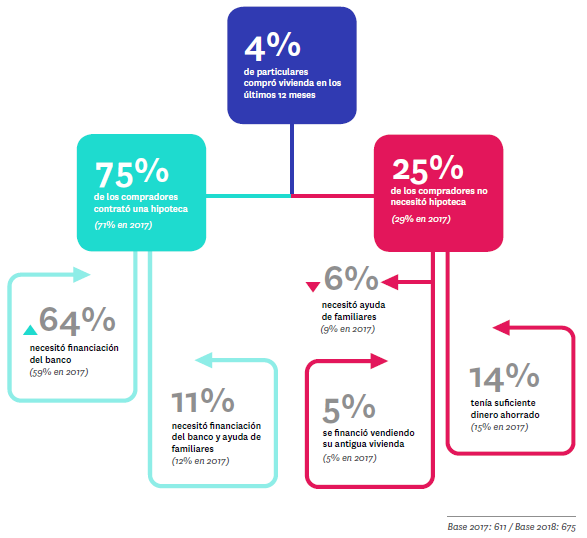 4%
de particulares
compró vivienda en los
últimos 12 meses
75%
de los compradores
contrató una hipoteca
(71% en 2017)
25%
de los compradores no
necesitó hipoteca
(29% en 2017)
64%
necesitó financiación
del banco
(59% en 2017)
11%
necesitó financiación
del banco y ayuda de
familiares
(12% en 2017)
6%
necesitó ayuda
de familiares
(9% en 2017)
5%
se financió vendiendo
su antigua vivienda
(5% en 2017)
14%
tenía suficiente
dinero ahorrado
(15% en 2017)
Base 2017: 611 / Base 2018: 675